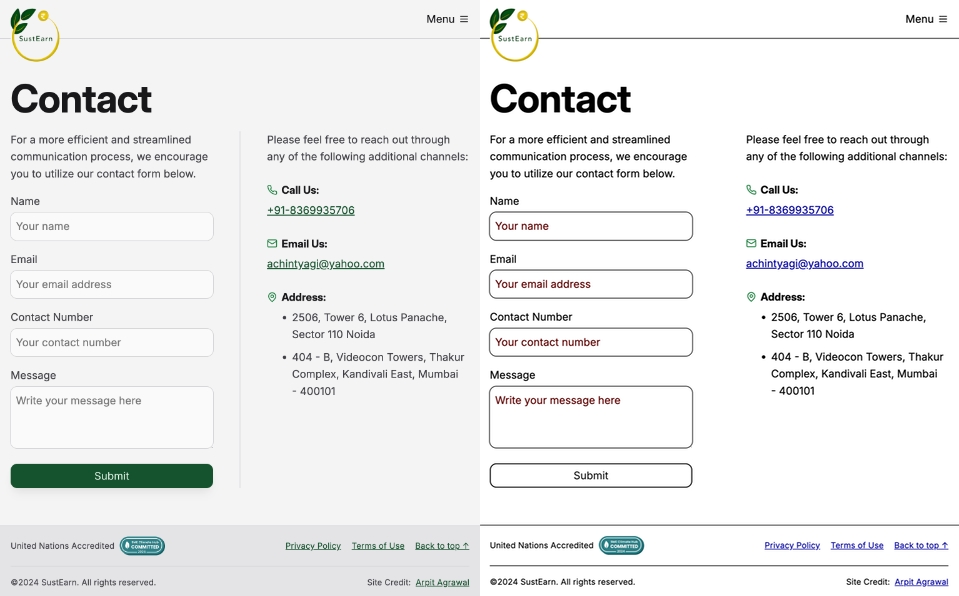 SustEarn
Menu
Contact
For a more efficient and streamlined
communication process, we encourage
you to utilize our contact form below.
Name
Your name
Email
Your email address
Contact Number
Your contact number
Message
Write your message here
Submit
Please feel free to reach out through
any of the following additional channels:
Call Us:
+91-8369935706
Email Us:
achintyagi@yahoo.com
Address:
• 2506, Tower 6, Lotus Panache,
Sector 110 Noida
• 404 - B, Videocon Towers, Thakur
Complex, Kandivali East, Mumbai
- 400101
United Nations Accredited
COMMITTED
Privacy Policy Terms of Use Back to top ↑
©2024 SustEarn. All rights reserved.
Site Credit: Arpit Agrawal
SustEarn
Menu
Contact
For a more efficient and streamlined
communication process, we encourage
you to utilize our contact form below.
Name
Your name
Email
Your email address
Contact Number
Your contact number
Message
Write your message here
Submit
Please feel free to reach out through
any of the following additional channels:
Call Us:
+91-8369935706
Email Us:
achintyagi@yahoo.com
Address:
• 2506, Tower 6, Lotus Panache,
Sector 110 Noida
• 404 - B, Videocon Towers, Thakur
Complex, Kandivali East, Mumbai
- 400101
United Nations Accredited
COMMITTED
Privacy Policy Terms of Use Back to top ↑
©2024 SustEarn. All rights reserved.
Site Credit: Arpit Agrawal